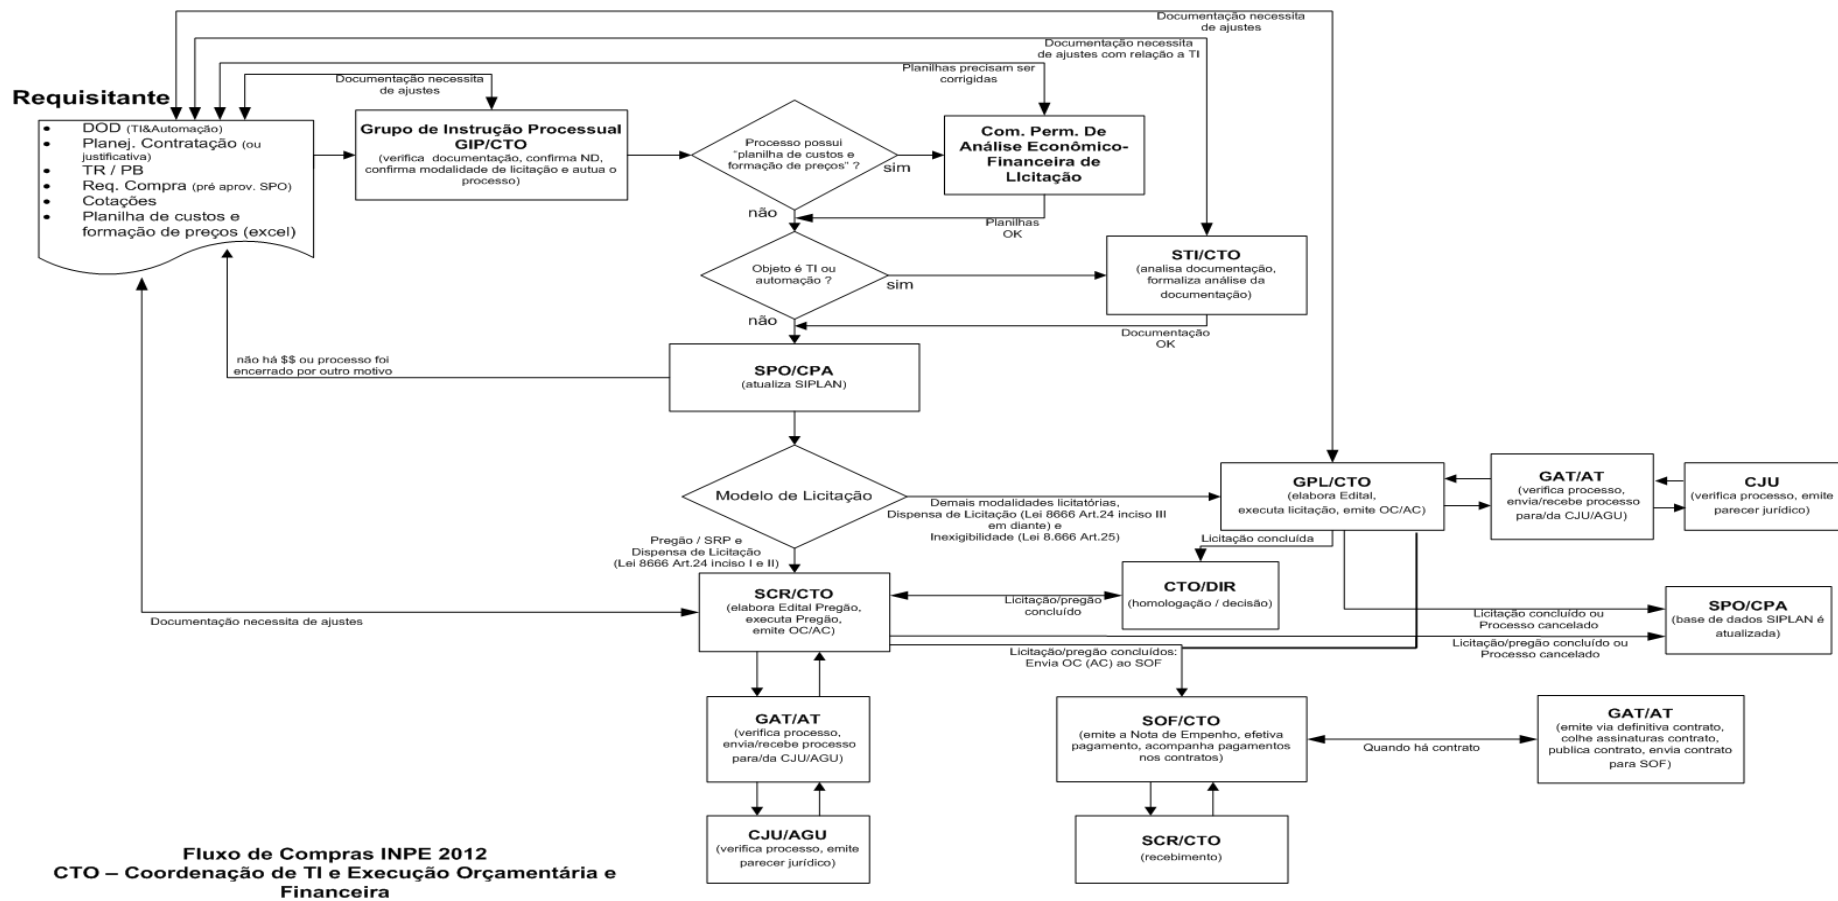 Documentação necessita
de ajustes
Documentação necessita
de ajustes com relação a TI
Planilhas precisam ser
corrigidas
Documentação necessita
de ajustes
Requisitante
• DOD (TI&Automação)
• Planej. Contratação (ou
justificativa)
• TR / PB
• Req. Compra (pré aprov. SPO)
• Cotações
• Planilha de custos e
formação de preços (excel)
Grupo de Instrução Processual
GIP/CTO
(verifica documentação, confirma ND,
confirma modalidade de licitação e autua o
processo)
Processo possui
“planilha de custos e
formação de preços” ?
sim
não
Com. Perm. De
Análise Econômico-
Financeira de
LIcitação
Planilhas
OK
Objeto é TI ou
automação ?
sim
não
STI/CTO
(analisa documentação,
formaliza análise da
documentação)
Documentação
OK
não há $$ ou processo foi
encerrado por outro motivo
SPO/CPA
(atualiza SIPLAN)
Modelo de Licitação
Demais modalidades licitatórias,
Dispensa de Licitação (Lei 8666 Art.24 inciso III
em diante) e
Inexigibilidade (Lei 8.666 Art.25)
GPL/CTO
(elabora Edital,
executa licitação, emite OC/AC)
GAT/AT
(verifica processo,
envia/recebe processo
para/da CJU/AGU)
CJU
(verifica processo, emite
parecer jurídico)
Pregão / SRP e
Dispensa de Licitação
(Lei 8666 Art.24 inciso I e II)
Licitação concluída
SCR/CTO
(elabora Edital Pregão,
executa Pregão,
emite OC/AC)
Licitação/pregão
concluído
CTO/DIR
(homologação / decisão)
Documentação necessita de ajustes
Licitação concluído ou
Processo cancelado
SPO/CPA
(base de dados SIPLAN é
atualizada)
Licitação/pregão concluído ou
Processo cancelado
Licitação/pregão concluídos:
Envia OC (AC) ao SOF
GAT/AT
(verifica processo,
envia/recebe processo
para/da CJU/AGU)
SOF/CTO
(emite a Nota de Empenho, efetiva
pagamento, acompanha pagamentos
nos contratos)
Quando há contrato
GAT/AT
(emite via definitiva contrato,
colhe assinaturas contrato,
publica contrato, envia contrato
para SOF)
CJU/AGU
(verifica processo, emite
parecer jurídico)
SCR/CTO
(recebimento)
Fluxo de Compras INPE 2012
CTO – Coordenação de TI e Execução Orçamentária e
Financeira